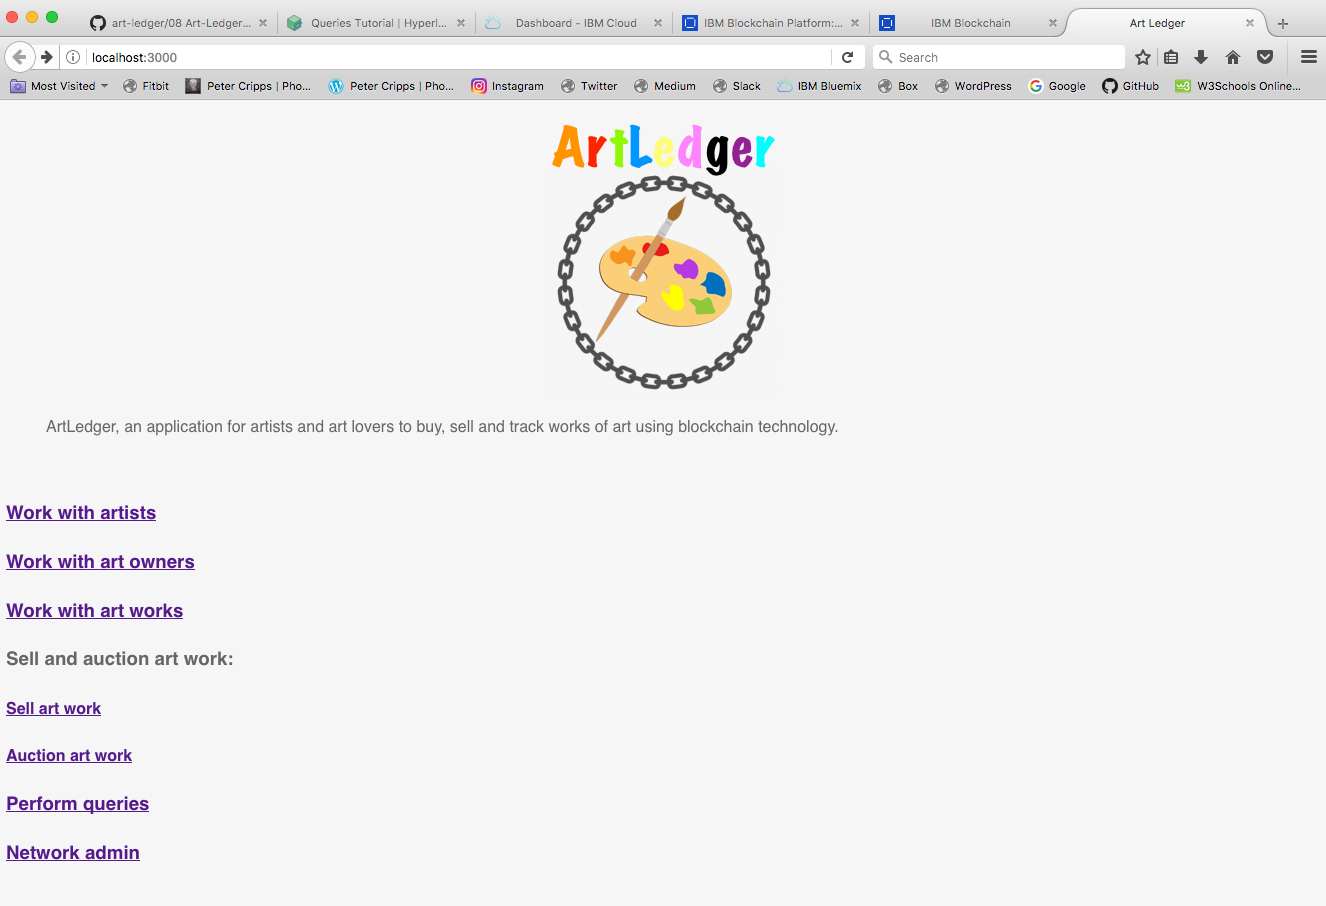 art-ledger/08 Art-Ledger...
Queries Tutorial | Hyperl...
Dashboard - IBM Cloud
IBM Blockchain Platform:...
IBM Blockchain
Art Ledger
localhost:3000
Search
Most Visited
Fitbit
Peter Cripps | Pho...
Peter Cripps | Pho...
Instagram
Twitter
Medium
Slack
IBM Bluemix
Box
WordPress
Google
GitHub
W3Schools Online...
ArtLedger
ArtLedger, an application for artists and art lovers to buy, sell and track works of art using blockchain technology.
Work with artists
Work with art owners
Work with art works
Sell and auction art work:
Sell art work
Auction art work
Perform queries
Network admin